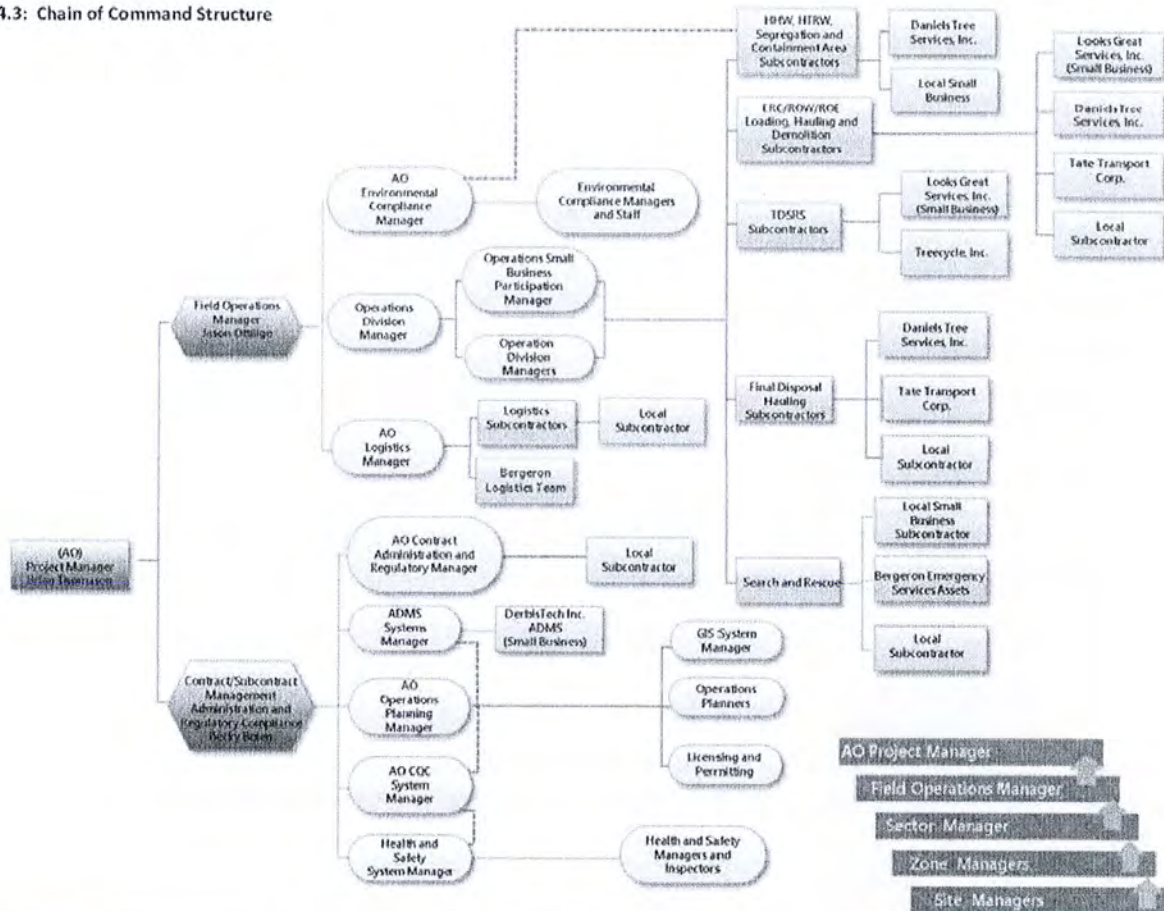 4.3: Chain of Command Structure
HHW, HTRW,
Segregation and
Containment Area
Subcontractors
Daniels Tree
Services, Inc.
Local Small
Business
Looks Great
Services, Inc.
(Small Business)
Daniels Tree
Services, Inc.
Tate Transport
Corp.
Local
Subcontractor
ERC/ROW/ROE
Loading, Hauling and
Demolition
Subcontractors
AO
Environmental
Compliance
Manager
Environmental
Compliance Managers
and Staff
TDSRS
Subcontractors
Looks Great
Services, Inc.
(Small Business)
Treecycle, Inc.
Field Operations
Manager
Jason
Operations
Division
Manager
Operations Small
Business
Participation
Manager
Operation
Division
Managers
Final Disposal
Hauling
Subcontractors
Daniels Tree
Services, Inc.
Tate Transport
Corp.
Local
Subcontractor
AO
Logistics
Manager
Logistics
Subcontractors
Local
Subcontractor
Bergeron
Logistics Team
Search and Rescue
Local Small
Business
Subcontractor
Bergeron Emergency
Services Assets
Local
Subcontractor
(AO)
Project Manager
Brian Thomason
AO Contract
Administration and
Regulatory Manager
Local
Subcontractor
ADMS
Systems
Manager
DerbisTech Inc.
ADMS
(Small Business)
GIS System
Manager
Contract/Subcontract
Management
Administration and
Regulatory Compliance
Becky
AO
Operations
Planning
Manager
Operations
Planners
Licensing and
Permitting
AO CQC
System
Manager
Health and
Safety
System Manager
Health and Safety
Managers and
Inspectors
AO Project Manager
Field Operations Manager
Sector Manager
Zone Managers
Site Managers